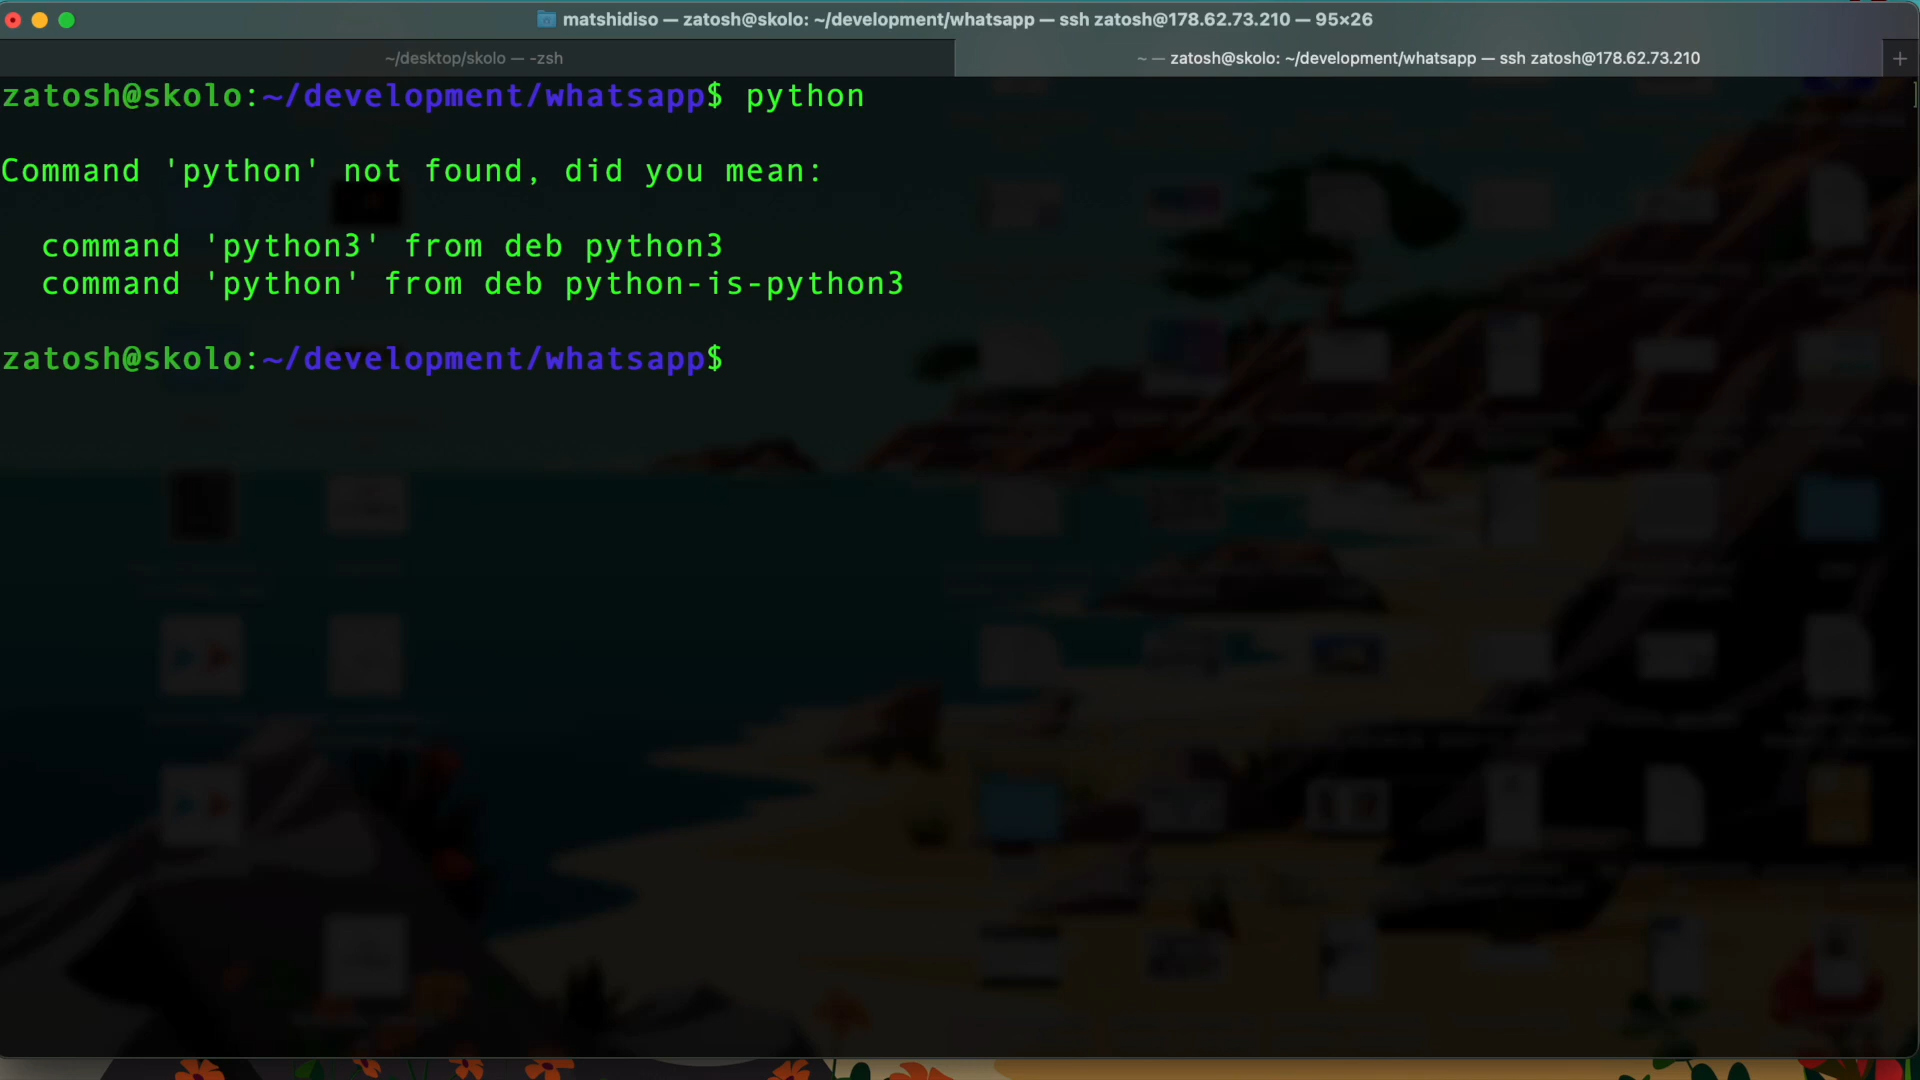 matshidiso — zatosh@skolo: ~/development/whatsapp — ssh zatosh@178.62.73.210 — 95×26
~/desktop/skolo — -zsh
~ — zatosh@skolo: ~/development/whatsapp — ssh zatosh@178.62.73.210
zatosh@skolo:~/development/whatsapp$ python
Command 'python' not found, did you mean:
command 'python3' from deb python3
command 'python' from deb python-is-python3
zatosh@skolo:~/development/whatsapp$